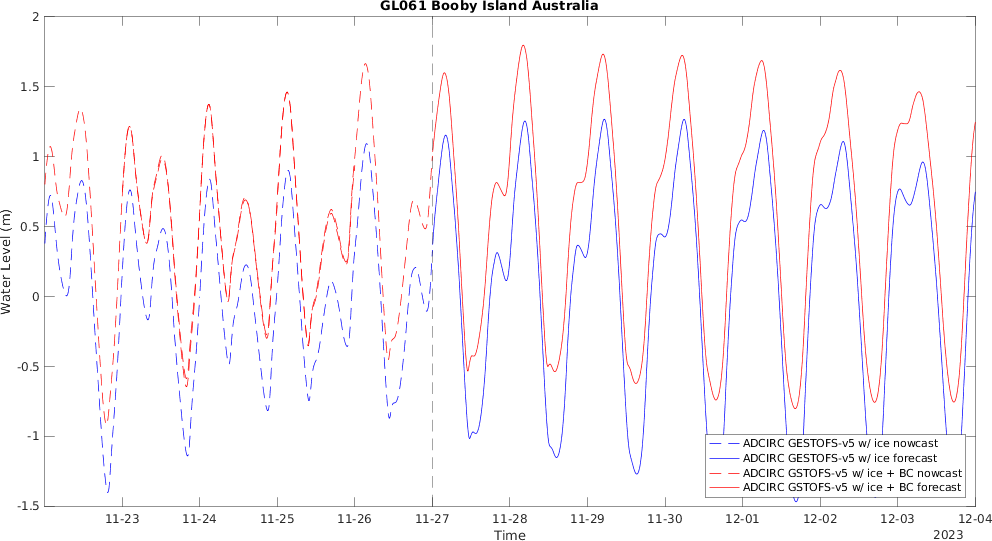 GL061 Booby Island Australia
Water Level (m)
2
1.5
1
0.5
0
-0.5
-1
-1.5
ADCIRC GESTOFS-v5 w/ ice nowcast
ADCIRC GESTOFS-v5 w/ ice forecast
ADCIRC GSTOFS-v5 w/ ice + BC nowcast
ADCIRC GSTOFS-v5 w/ ice + BC forecast
11-23 11-24 11-25 11-26 11-27 11-28 11-29 11-30 12-01 12-02 12-03 12-04
Time
2023